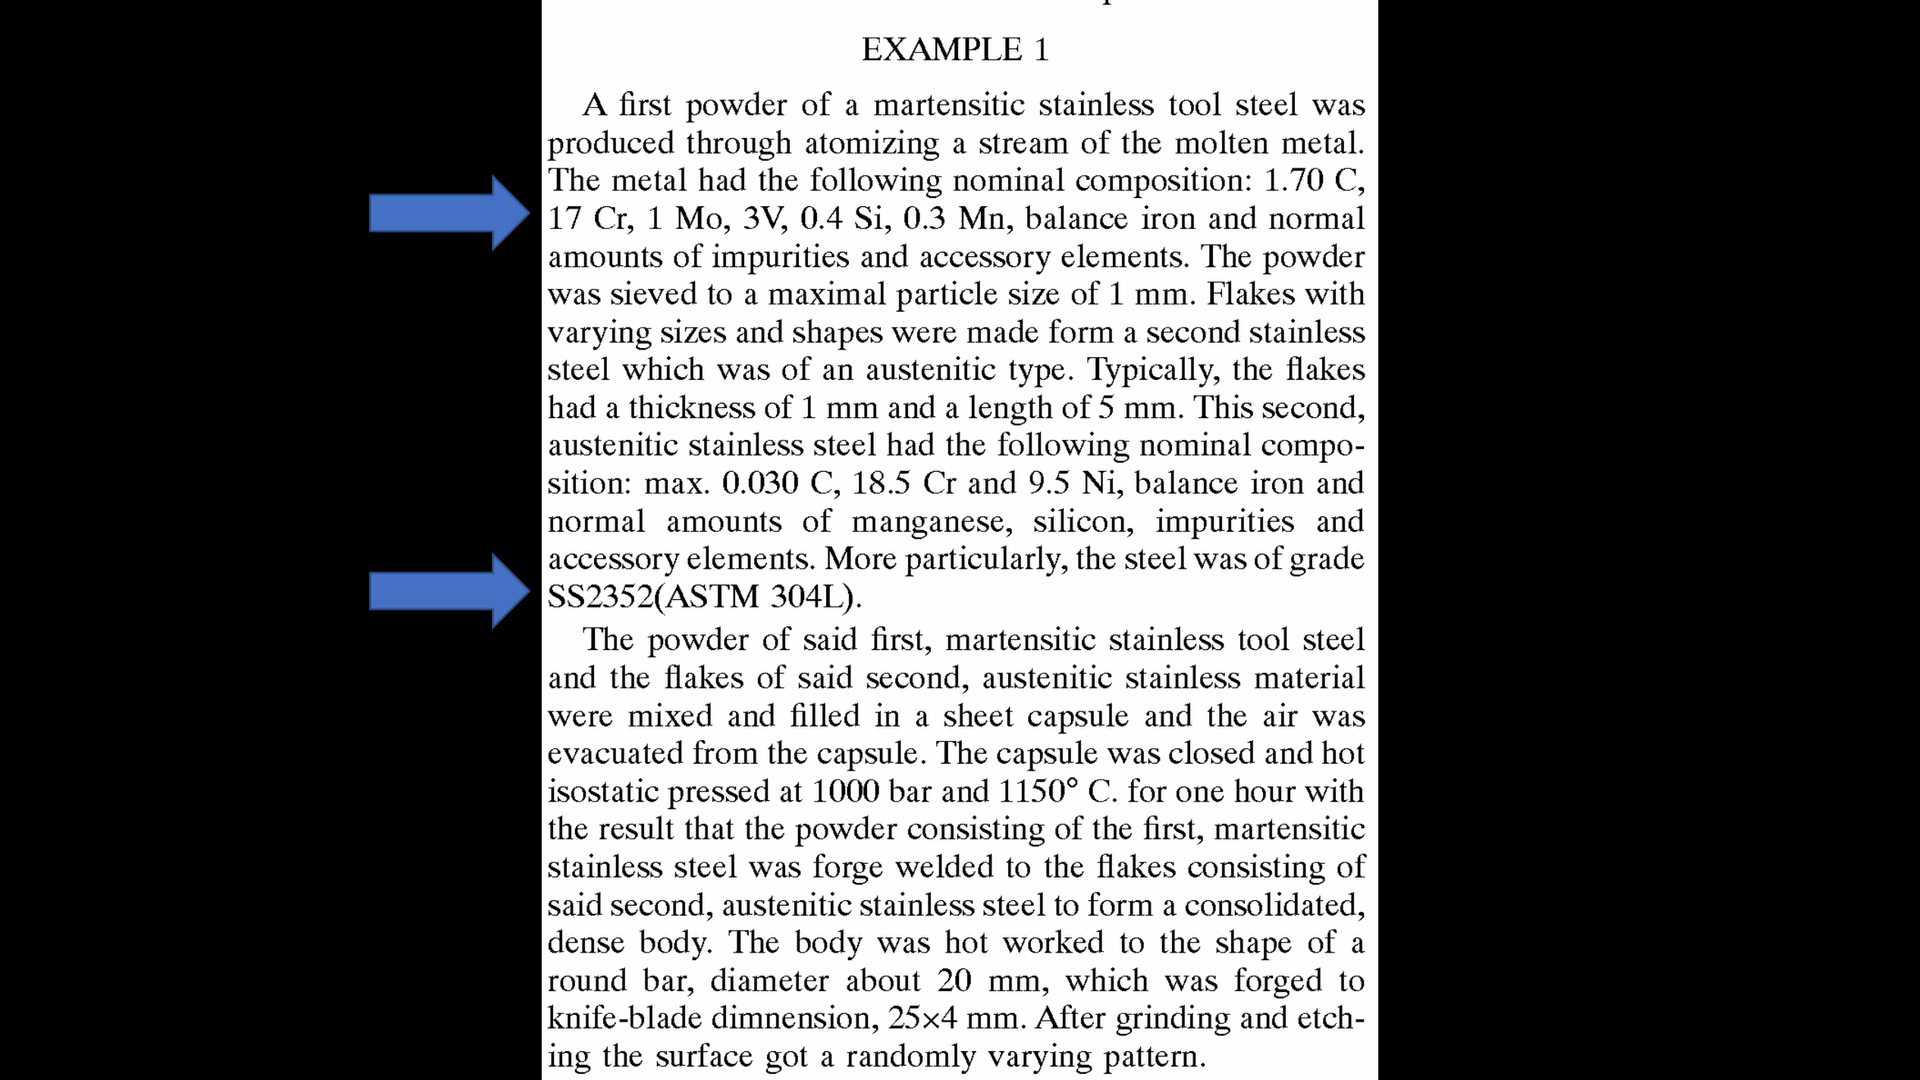 EXAMPLE 1
A first powder of a martensitic stainless tool steel was
produced through atomizing a stream of the molten metal.
The metal had the following nominal composition: 1.70 C,
17 Cr, 1 Mo, 3V, 0.4 Si, 0.3 Mn, balance iron and normal
amounts of impurities and accessory elements. The powder
was sieved to a maximal particle size of 1 mm. Flakes with
varying sizes and shapes were made form a second stainless
steel which was of an austenitic type. Typically, the flakes
had a thickness of 1 mm and a length of 5 mm. This second,
austenitic stainless steel had the following nominal compo-
sition: max. 0.030 C, 18.5 Cr and 9.5 Ni, balance iron and
normal amounts of manganese, silicon, impurities and
accessory elements. More particularly, the steel was of grade
SS2352(ASTM 304L).
The powder of said first, martensitic stainless tool steel
and the flakes of said second, austenitic stainless material
were mixed and filled in a sheet capsule and the air was
evacuated from the capsule. The capsule was closed and hot
isostatic pressed at 1000 bar and 1150° C. for one hour with
the result that the powder consisting of the first, martensitic
stainless steel was forge welded to the flakes consisting of
said second, austenitic stainless steel to form a consolidated,
dense body. The body was hot worked to the shape of a
round bar, diameter about 20 mm, which was forged to
knife-blade dimnension, 25×4 mm. After grinding and etch-
ing the surface got a randomly varying pattern.